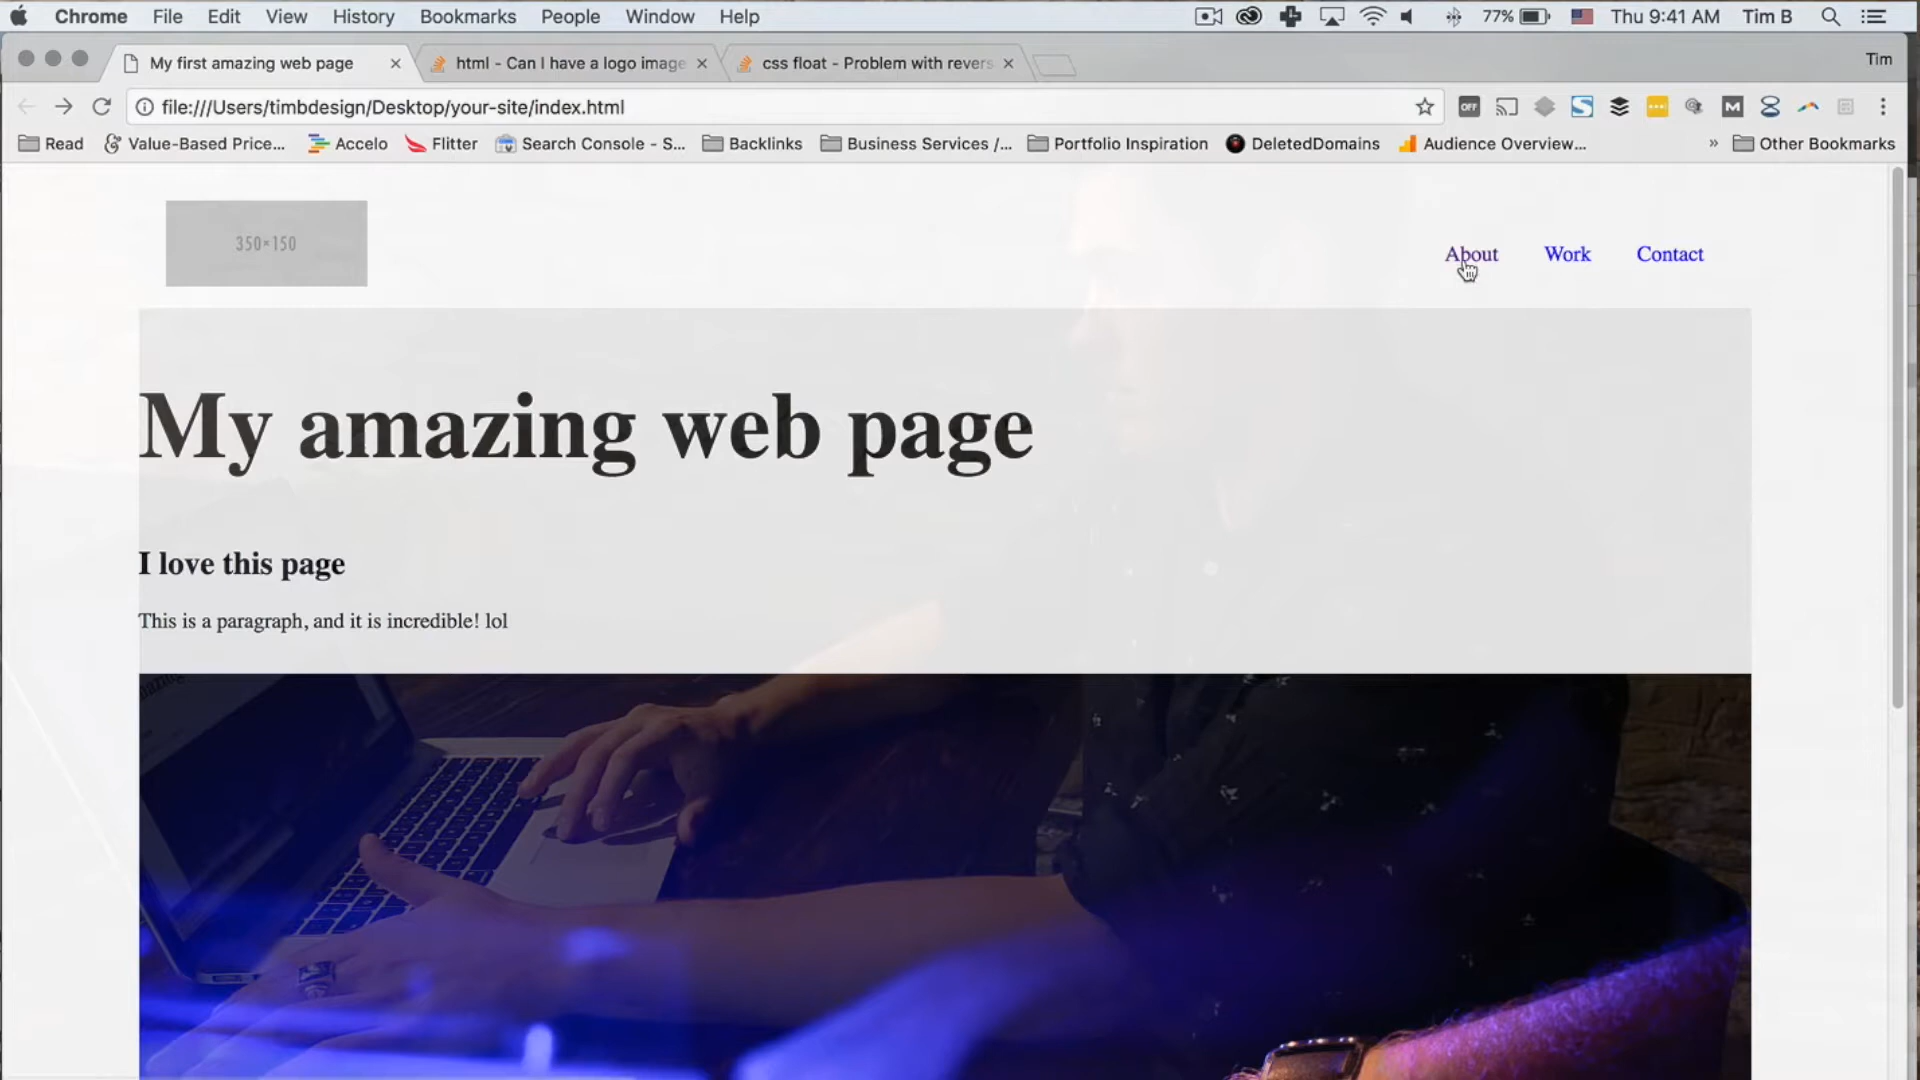 Chrome File Edit View History Bookmarks People Window Help 77% Thu 9:41 AM Tim B
My first amazing web page html - Can I have a logo image css float - Problem with revers Tim
file:///Users/timbdesign/Desktop/your-site/index.html OFF M
Read Value-Based Price... Accelo Flitter Search Console - S... Backlinks Business Services /... Portfolio Inspiration DeletedDomains Audience Overview... » Other Bookmarks
350×150
About Work Contact
My amazing web page
I love this page
This is a paragraph, and it is incredible! lol